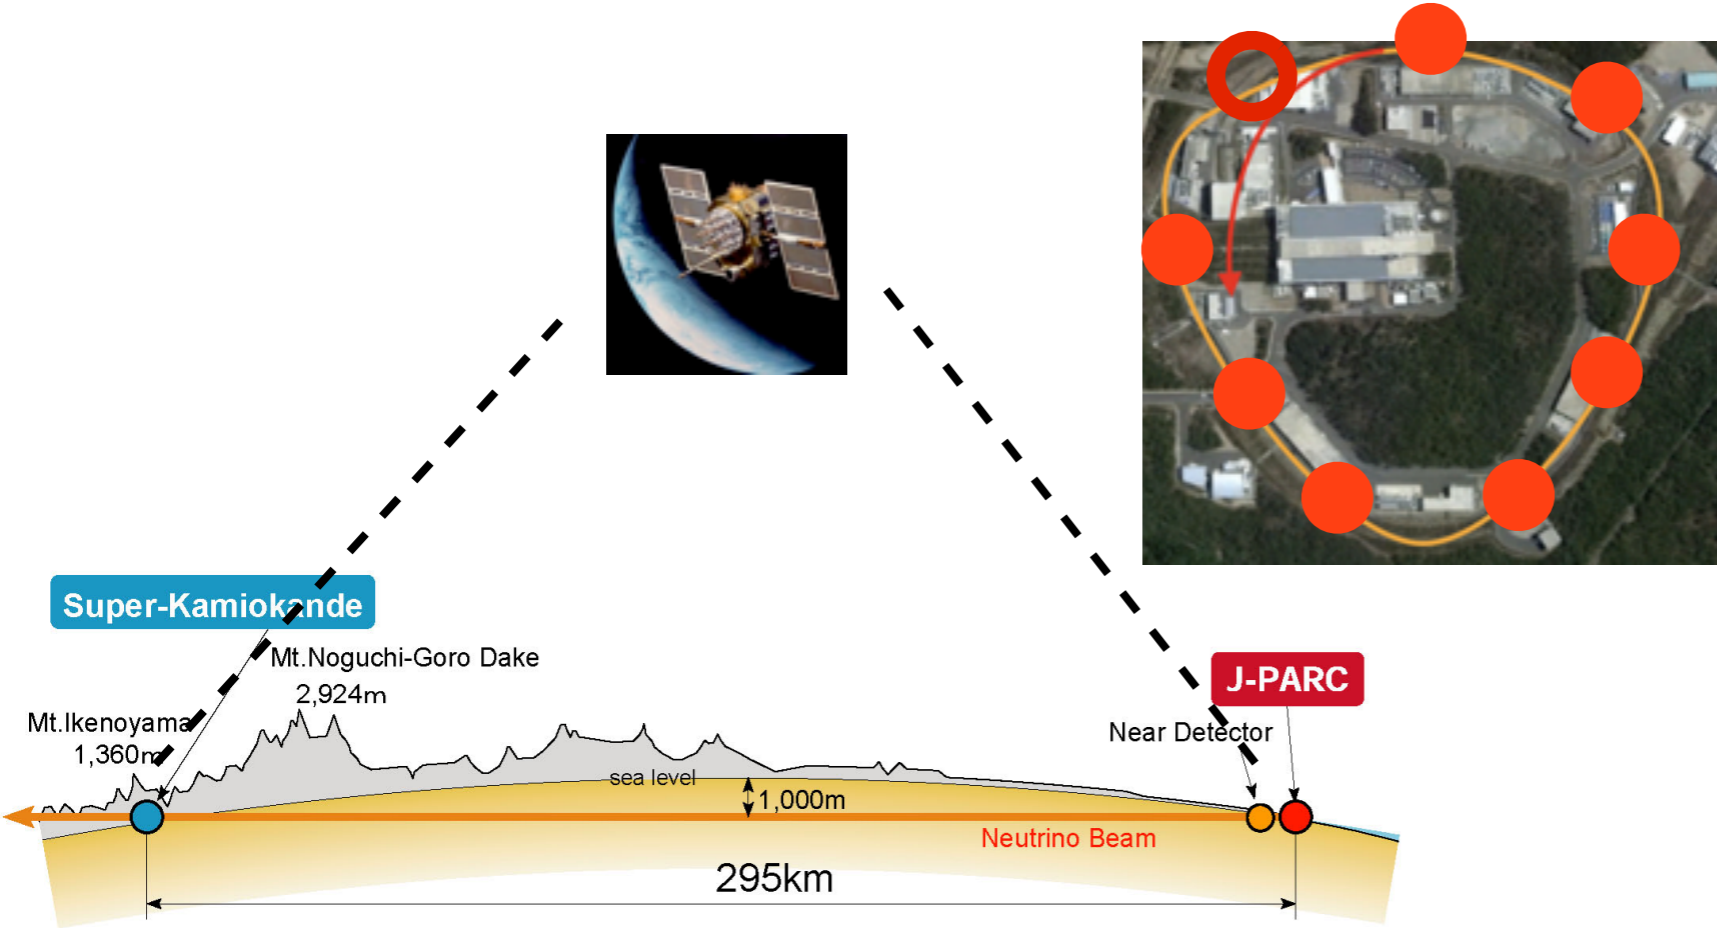 Super-Kamiokande
Mt.Noguchi-Goro Dake
2,924m
J-PARC
Mt.Ikenoyama
1,360m
Near Detector
sea level
1,000m
Neutrino Beam
295km